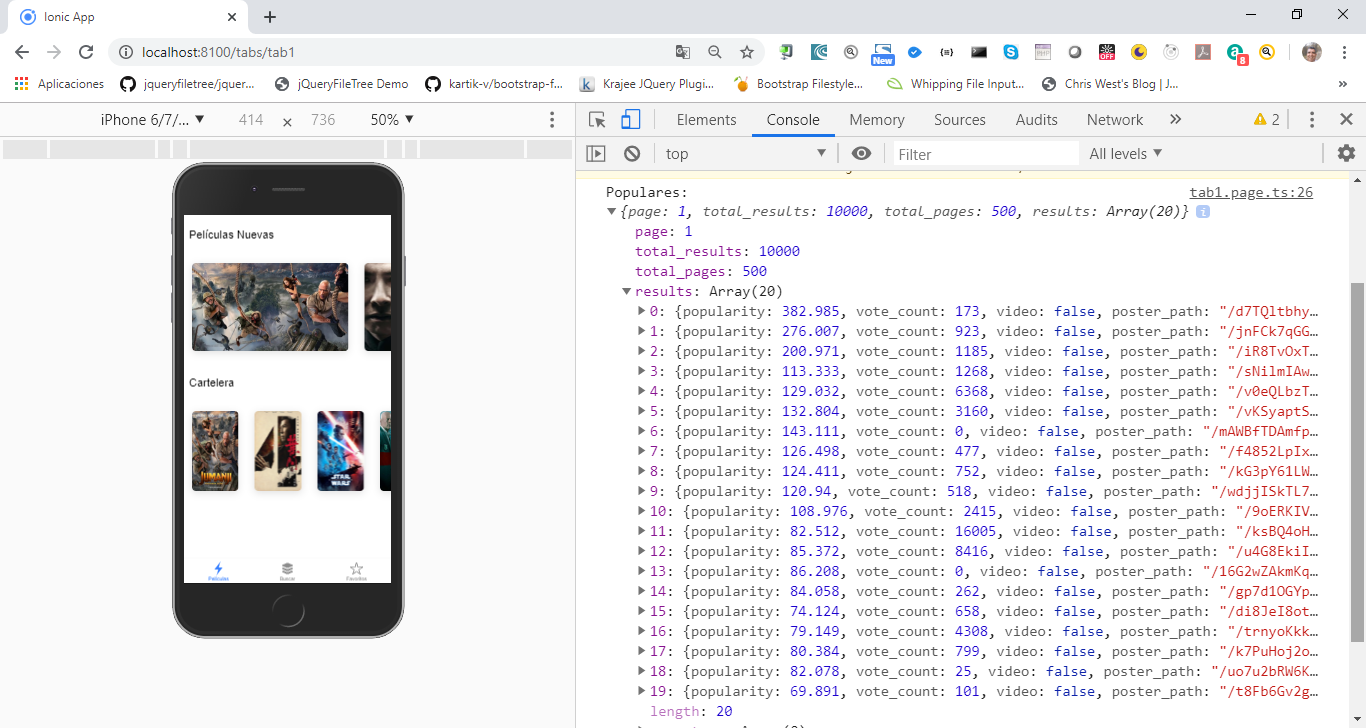 Ionic App
localhost:8100/tabs/tab1
New
OFF
8
Aplicaciones
jqueryfiletree/jquer...
jQueryFileTree Demo
kartik-v/bootstrap-f...
Krajee JQuery Plugi...
Bootstrap Filestyle...
Whipping File Input...
Chris West's Blog | J...
»
iPhone 6/7/... ▼ 414 × 736 50% ▼
Elements Console Memory Sources Audits Network » 2
top ▼ Filter All levels ▼
Películas Nuevas
Cartelera
JUMANJI
STAR WARS
Películas Buscar Favoritos
Populares: tab1.page.ts:26
▼{page: 1, total_results: 10000, total_pages: 500, results: Array(20)} i
page: 1
total_results: 10000
total_pages: 500
▼results: Array(20)
▶0: {popularity: 382.985, vote_count: 173, video: false, poster_path: "/d7TQltbhy…
▶1: {popularity: 276.007, vote_count: 923, video: false, poster_path: "/jnFCk7qGG…
▶2: {popularity: 200.971, vote_count: 1185, video: false, poster_path: "/iR8TvOxT…
▶3: {popularity: 113.333, vote_count: 1268, video: false, poster_path: "/sNilmIAw…
▶4: {popularity: 129.032, vote_count: 6368, video: false, poster_path: "/v0eQLbzT…
▶5: {popularity: 132.804, vote_count: 3160, video: false, poster_path: "/vKSyaptS…
▶6: {popularity: 143.111, vote_count: 0, video: false, poster_path: "/mAWBfTDAmfp…
▶7: {popularity: 126.498, vote_count: 477, video: false, poster_path: "/f4852LpIx…
▶8: {popularity: 124.411, vote_count: 752, video: false, poster_path: "/kG3pY61LW…
▶9: {popularity: 120.94, vote_count: 518, video: false, poster_path: "/wdjjISkTL7…
▶10: {popularity: 108.976, vote_count: 2415, video: false, poster_path: "/9oERKIV…
▶11: {popularity: 82.512, vote_count: 16005, video: false, poster_path: "/ksBQ4oH…
▶12: {popularity: 85.372, vote_count: 8416, video: false, poster_path: "/u4G8EkiI…
▶13: {popularity: 86.208, vote_count: 0, video: false, poster_path: "/16G2wZAkmKq…
▶14: {popularity: 84.058, vote_count: 262, video: false, poster_path: "/gp7d1OGYp…
▶15: {popularity: 74.124, vote_count: 658, video: false, poster_path: "/di8JeI8ot…
▶16: {popularity: 79.149, vote_count: 4308, video: false, poster_path: "/trnyoKkk…
▶17: {popularity: 80.384, vote_count: 799, video: false, poster_path: "/k7PuHoj2o…
▶18: {popularity: 82.078, vote_count: 25, video: false, poster_path: "/uo7u2bRW6K…
▶19: {popularity: 69.891, vote_count: 101, video: false, poster_path: "/t8Fb6Gv2g…
length: 20